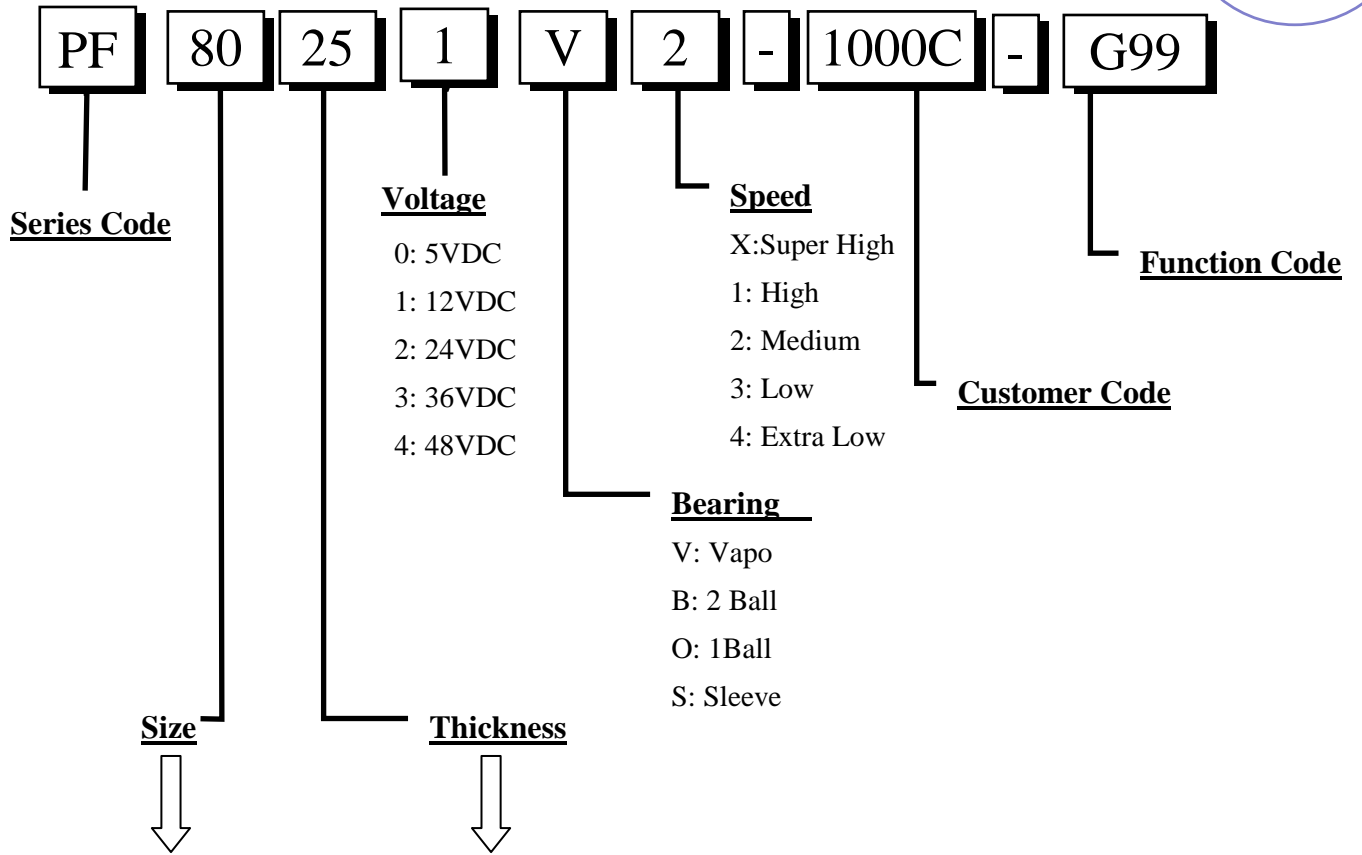 PF 80 25 1 V 2 - 1000C - G99
Series Code
Voltage
0: 5VDC
1: 12VDC
2: 24VDC
3: 36VDC
4: 48VDC
Speed
X:Super High
1: High
2: Medium
3: Low
4: Extra Low
Function Code
Customer Code
Bearing
V: Vapo
B: 2 Ball
O: 1Ball
S: Sleeve
Size
Thickness